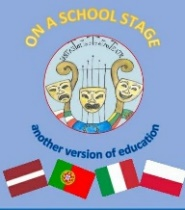 ON A SCHOOL STAGE
another version of education